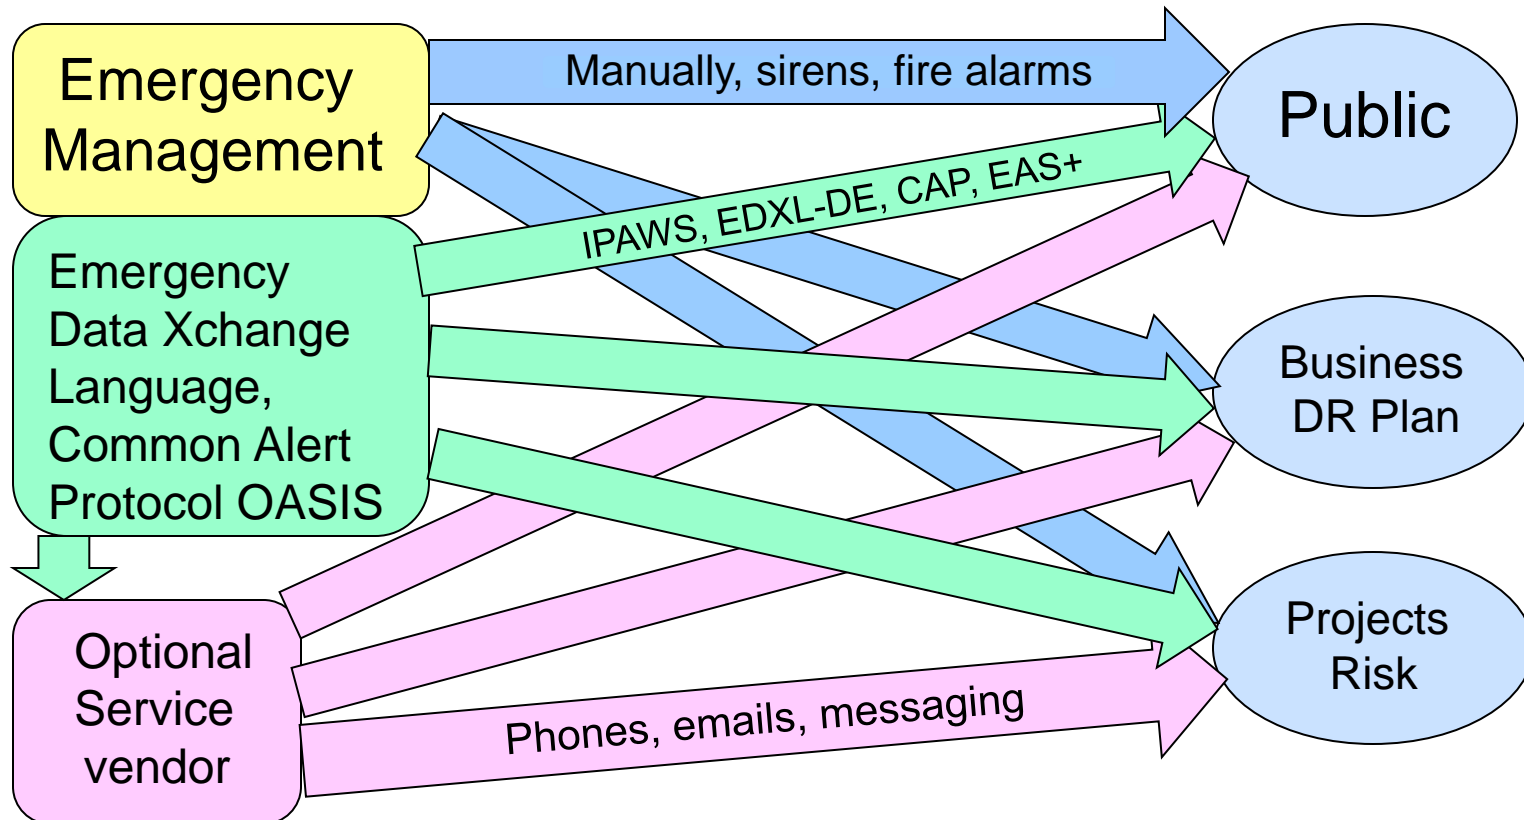 Emergency
Management
Manually, sirens, fire alarms
Public
IPAWS, EDXL-DE, CAP, EAS+
Emergency
Data Xchange
Language,
Common Alert
Protocol OASIS
Business
DR Plan
Optional
Service
vendor
Phones, emails, messaging
Projects
Risk